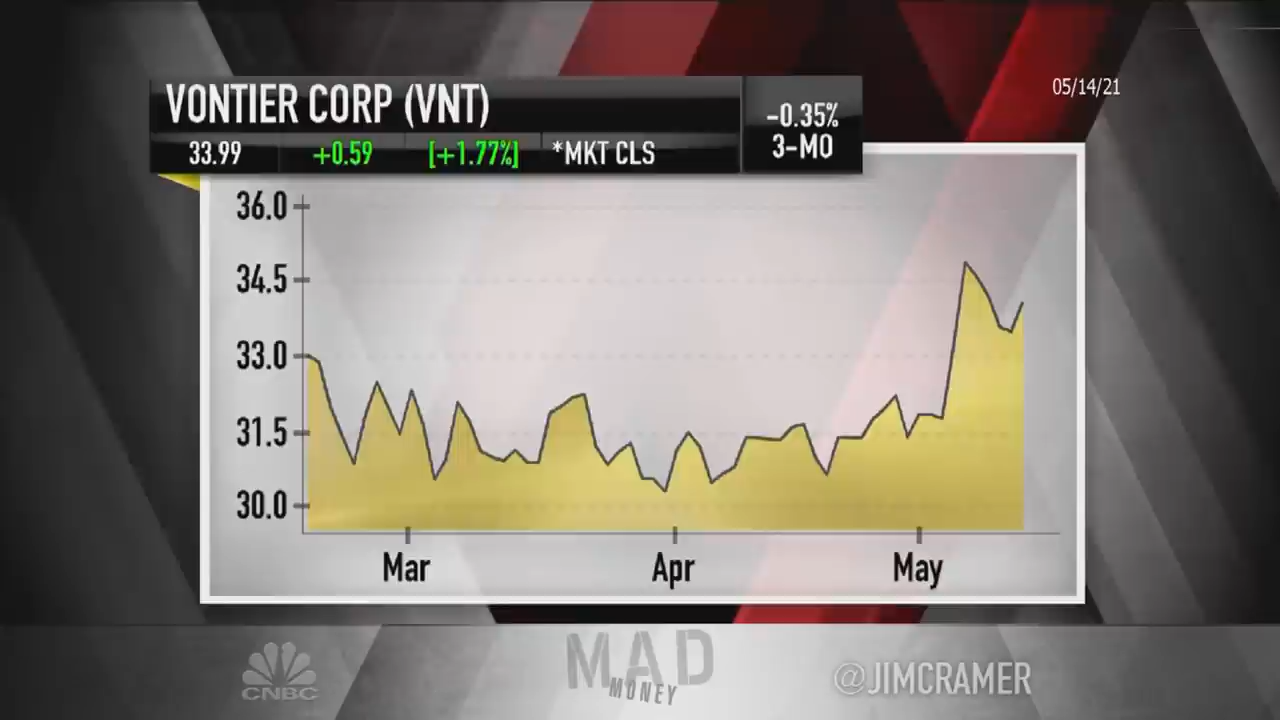 VONTIER CORP (VNT)
33.99 +0.59 [+1.77%] *MKT CLS
-0.35%
3-MO
05/14/21
36.0
34.5
33.0
31.5
30.0
Mar Apr May
CNBC
MAD
MONEY
@JIMCRAMER